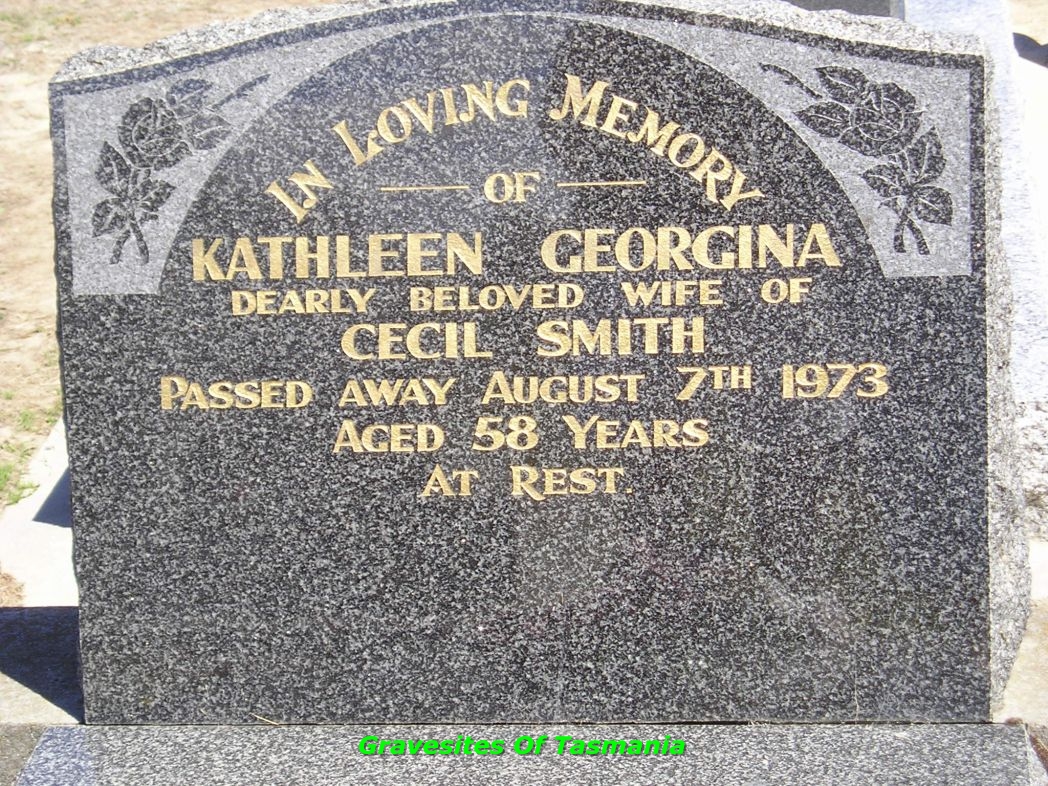 In Loving Memory
of
KATHLEEN GEORGINA
DEARLY BELOVED WIFE OF
CECIL SMITH
PASSED AWAY AUGUST 7TH 1973
AGED 58 YEARS
AT REST.
Gravesites Of Tasmania